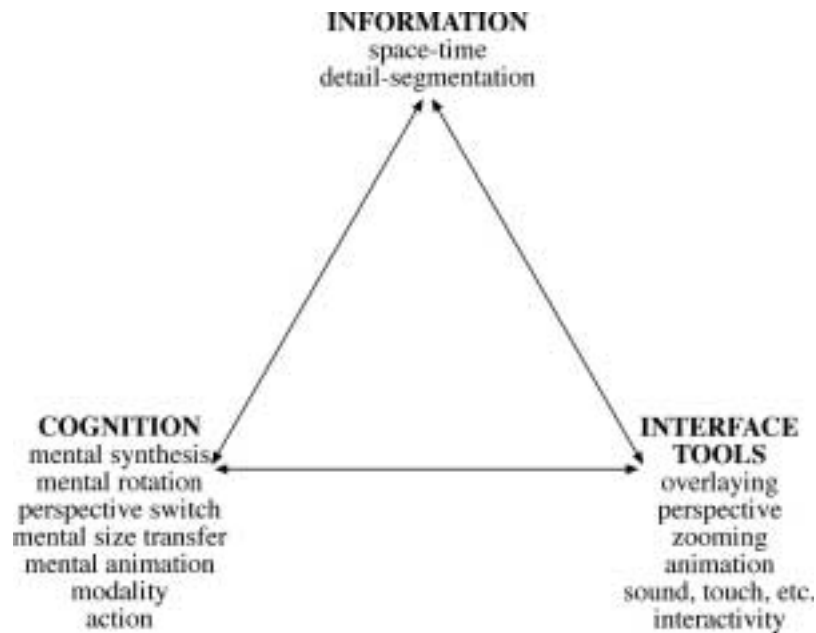 INFORMATION
space-time
detail-segmentation
COGNITION
mental synthesis
mental rotation
perspective switch
mental size transfer
mental animation
modality
action
INTERFACE
TOOLS
overlaying
perspective
zooming
animation
sound, touch, etc.
interactivity